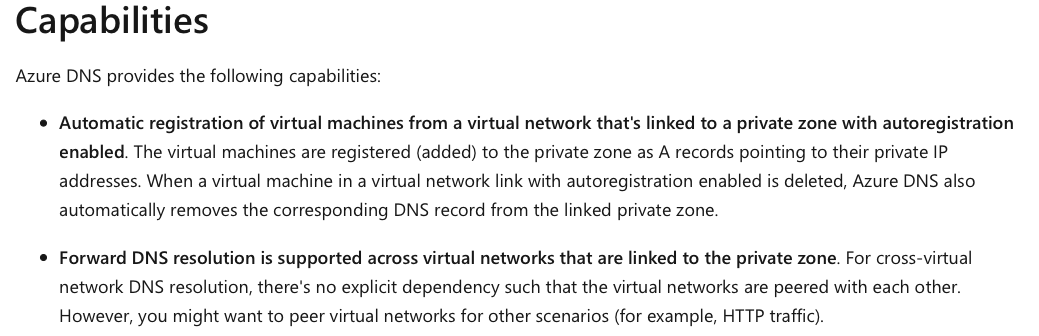 Capabilities
Azure DNS provides the following capabilities:
• Automatic registration of virtual machines from a virtual network that's linked to a private zone with autoregistration
enabled. The virtual machines are registered (added) to the private zone as A records pointing to their private IP
addresses. When a virtual machine in a virtual network link with autoregistration enabled is deleted, Azure DNS also
automatically removes the corresponding DNS record from the linked private zone.
• Forward DNS resolution is supported across virtual networks that are linked to the private zone. For cross-virtual
network DNS resolution, there's no explicit dependency such that the virtual networks are peered with each other.
However, you might want to peer virtual networks for other scenarios (for example, HTTP traffic).